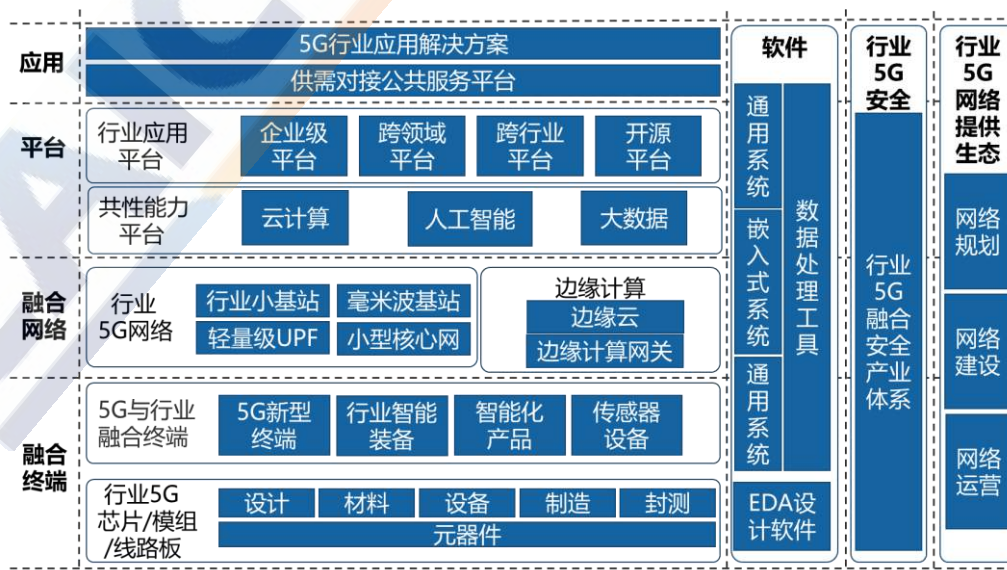 应用
5G行业应用解决方案
供需对接公共服务平台
平台
行业应用
平台
企业级
平台
跨领域
平台
跨行业
平台
开源
平台
共性能力
平台
云计算
人工智能
大数据
融合
网络
行业
5G网络
行业小基站
毫米波基站
轻量级UPF
小型核心网
边缘计算
边缘云
边缘计算网关
融合
终端
5G与行业
融合终端
5G新型
终端
行业智能
装备
智能化
产品
传感器
设备
行业5G
芯片/模组
/线路板
设计
材料
设备
制造
封测
元器件
软件
通用系统
嵌入式系统
通用系统
数据处理工具
EDA设
计软件
行业
5G
安全
行业
5G
融合
安全
产业
体系
行业
5G
网络
提供
生态
网络
规划
网络
建设
网络
运营